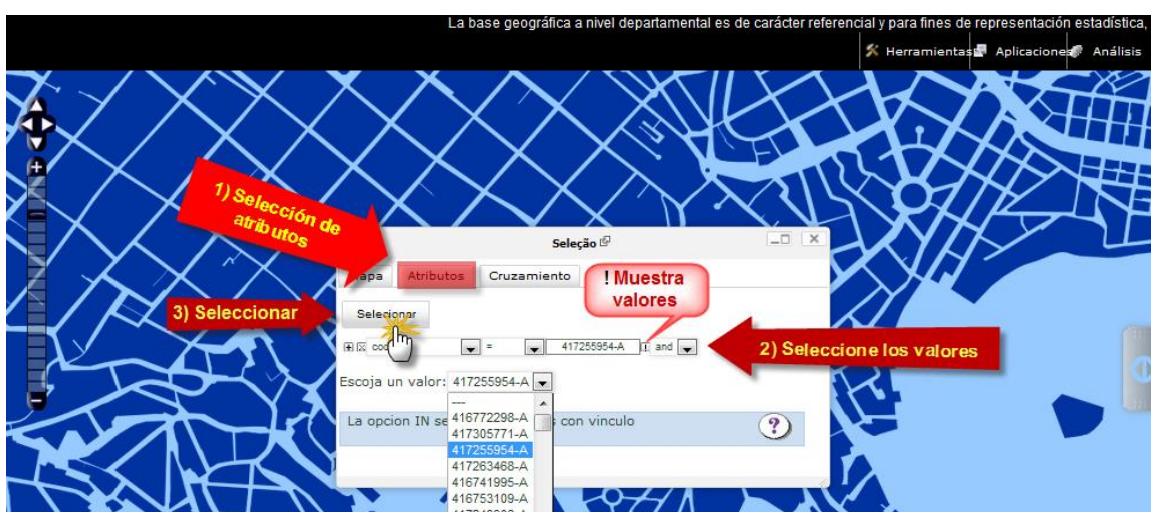 La base geográfica a nivel departamental es de carácter referencial y para fines de representación estadística,
Herramientas Aplicaciones Análisis
1) Selección de
atributos
Seleção
Atributos Cruzamiento
! Muestra
valores
3) Seleccionar
Selecionar
= 417255954-A and
2) Seleccione los valores
Escoja un valor: 417255954-A
---
La opcion IN se con vinculo ?
416772298-A
417305771-A
417255954-A
417263468-A
416741995-A
416753109-A